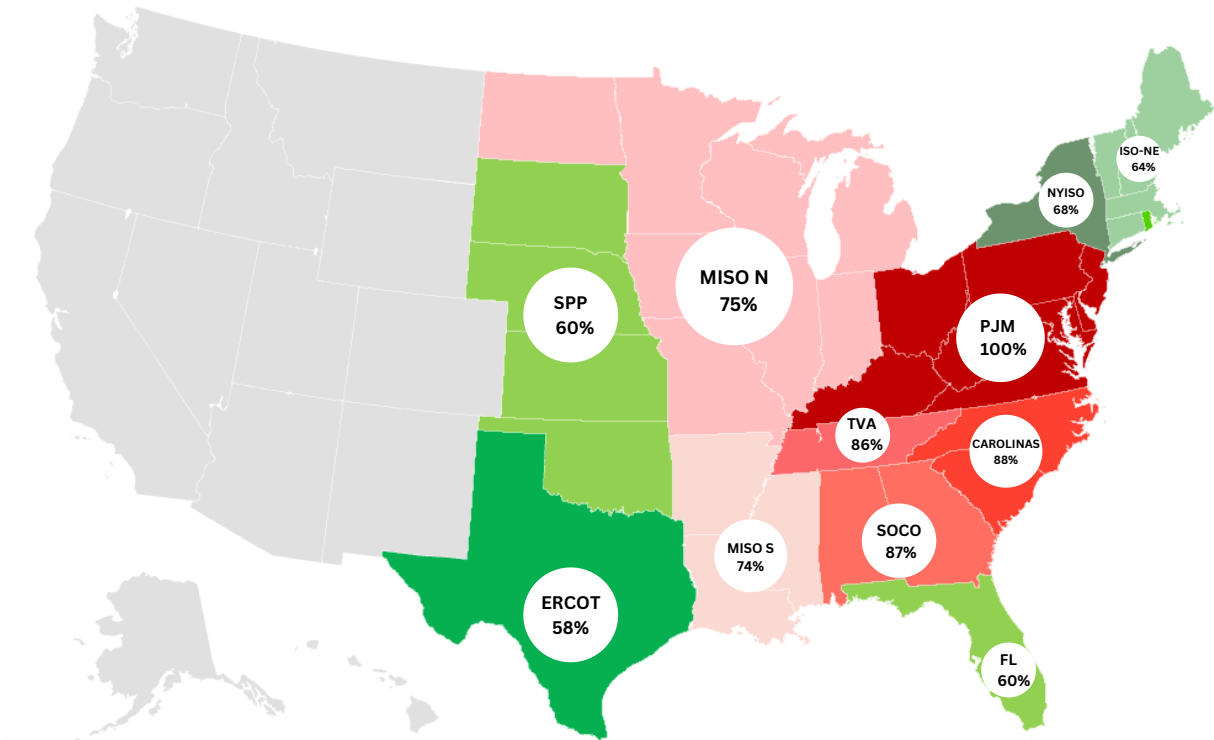 ISO-NE
64%
NYISO
68%
MISO N
75%
SPP
60%
PJM
100%
TVA
86%
CAROLINAS
88%
SOCO
87%
MISO S
74%
ERCOT
58%
FL
60%